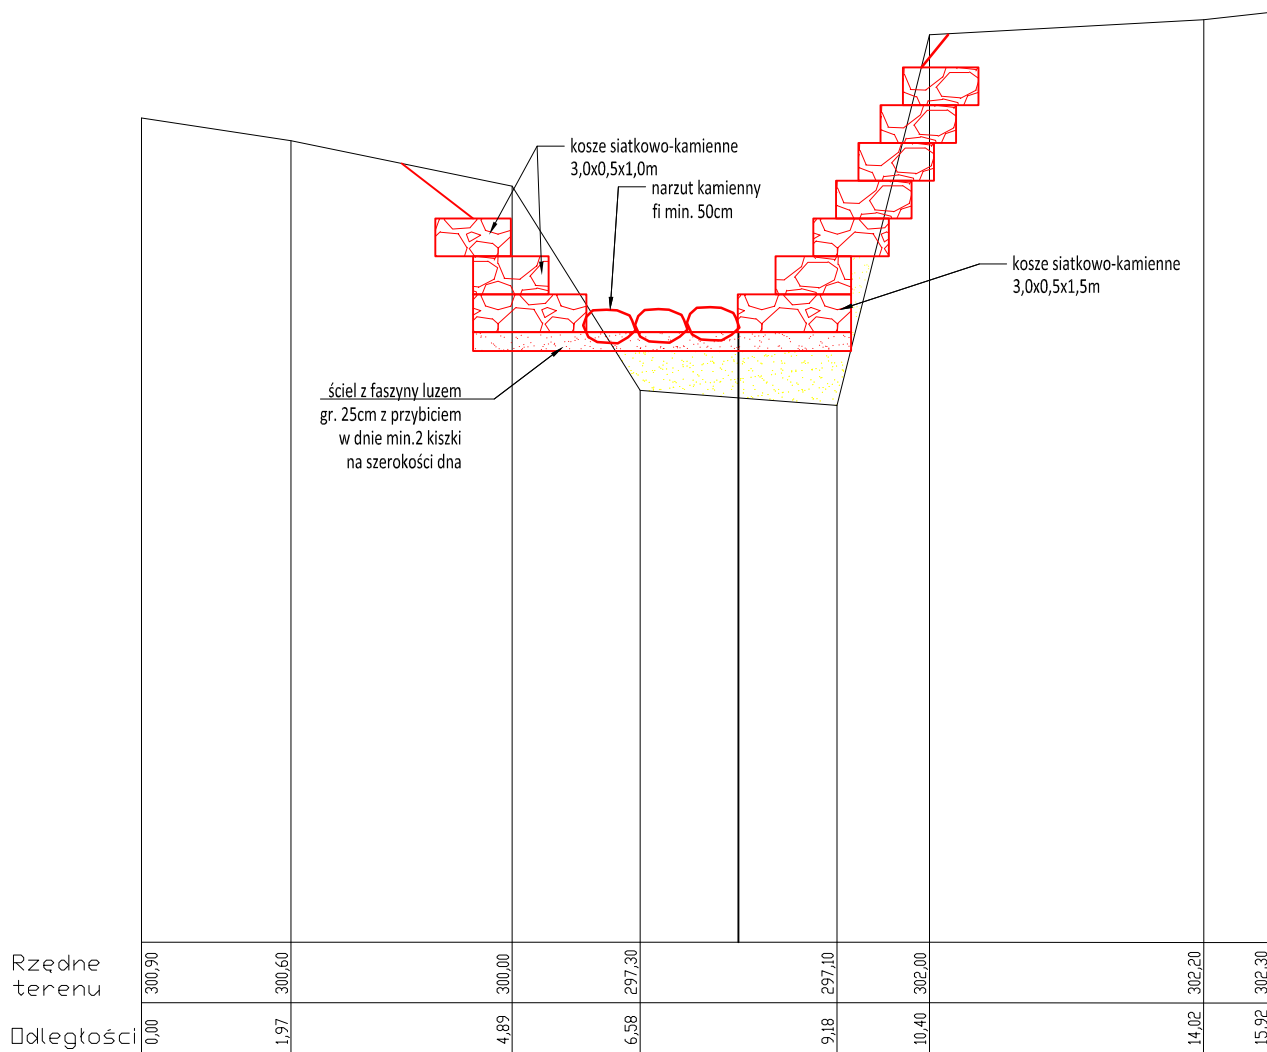 kosze siatkowo-kamienne
3,0x0,5x1,0m
narzut kamienny
fi min. 50cm
kosze siatkowo-kamienne
3,0x0,5x1,5m
ściel z faszyny luzem
gr. 25cm z przybiciem
w dnie min.2 kiszki
na szerokości dna
Rzędne
terenu
300,90 300,60 300,00 297,30 297,10 302,00 302,20 302,30
Odległości
0,00 1,97 4,89 6,58 9,18 10,40 14,02 15,92